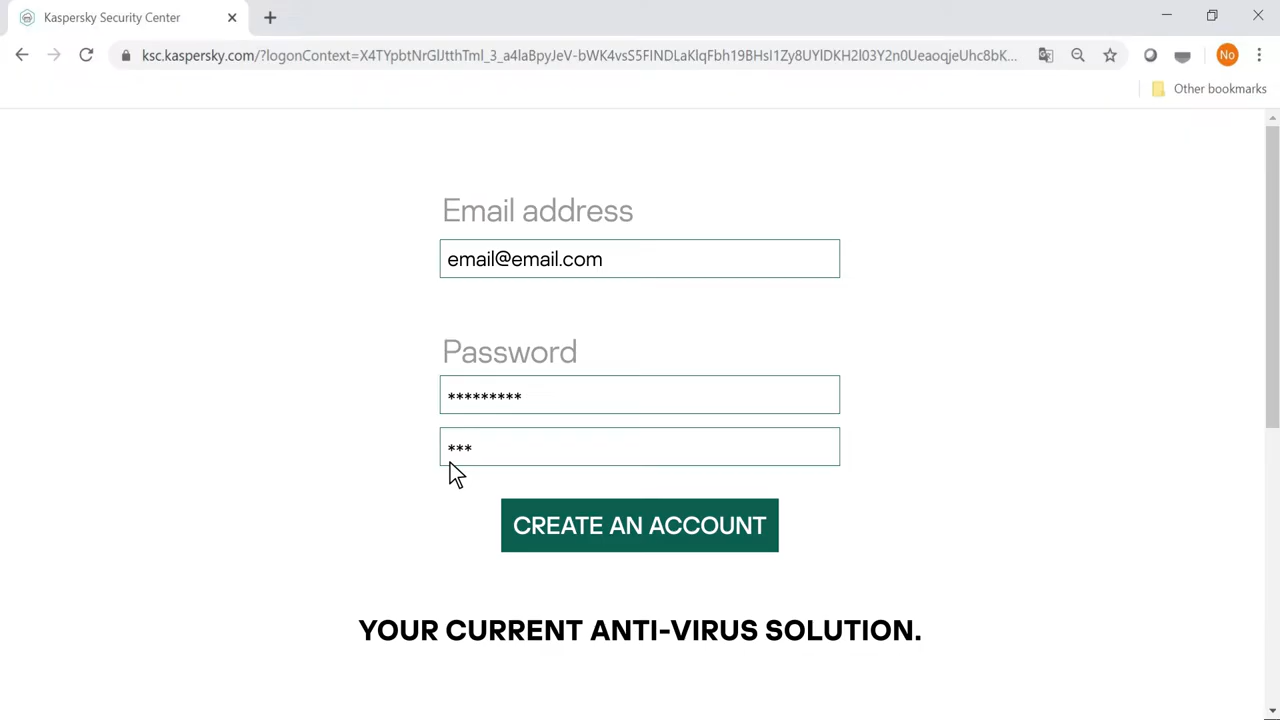 Kaspersky Security Center
ksc.kaspersky.com/?logonContext=X4TYpbtNrGlJtthTml_3_a4laBpyJeV-bWK4vsS5FINDLaKlqFbh19BHsI1Zy8UYlDKH2l03Y2n0UeaoqjeUhc8bK...
No
Other bookmarks
Email address
email@email.com
Password
*********
***
CREATE AN ACCOUNT
YOUR CURRENT ANTI-VIRUS SOLUTION.